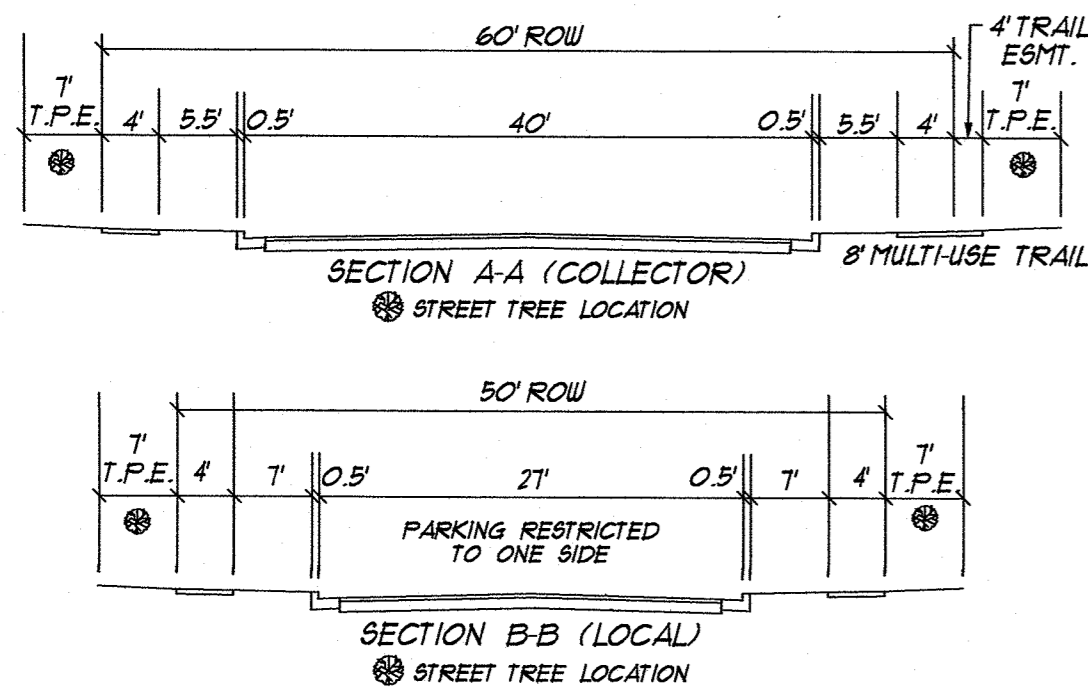 60' ROW
4' TRAIL
ESMT.
7'
T.P.E.
4'
5.5'
0.5'
40'
0.5'
5.5'
4'
7'
T.P.E.
8' MULTI-USE TRAIL
SECTION A-A (COLLECTOR)
STREET TREE LOCATION
50' ROW
7'
T.P.E.
4'
7'
0.5'
27'
0.5'
7'
4'
7'
T.P.E.
PARKING RESTRICTED
TO ONE SIDE
SECTION B-B (LOCAL)
STREET TREE LOCATION